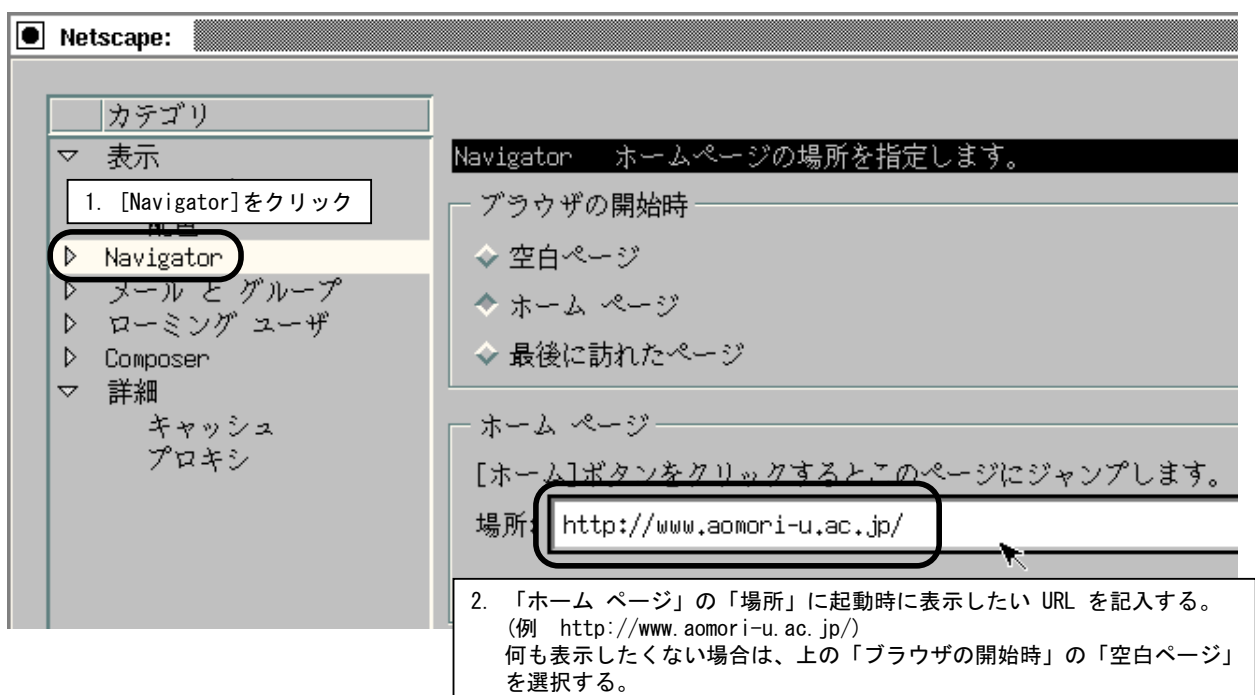 Netscape:
カテゴリ
表示
1. [Navigator]をクリック
Navigator
メール と グループ
ローミング ユーザ
Composer
詳細
キャッシュ
プロキシ
Navigator ホームページの場所を指定します。
ブラウザの開始時
空白ページ
ホーム ページ
最後に訪れたページ
ホーム ページ
[ホーム]ボタンをクリックするとこのページにジャンプします。
場所: http://www.aomori-u.ac.jp/
2. 「ホーム ページ」の「場所」に起動時に表示したい URL を記入する。
(例 http://www.aomori-u.ac.jp/)
何も表示したくない場合は、上の「ブラウザの開始時」の「空白ページ」
を選択する。